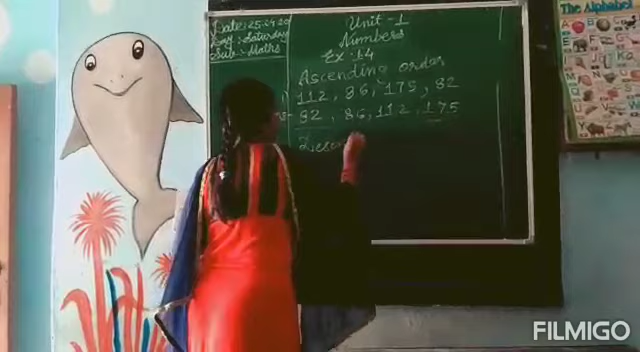 Date: 25.
Day: Saturday
Sub: Maths
Unit - 1
Numbers
Ex: 1.4
Ascending order
112, 86, 175, 82
82, 86, 112, 175
Desc
The Alphabet
FILMIGO